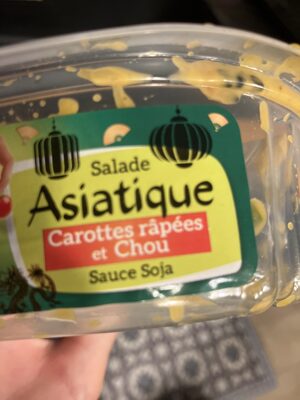 Salade
Asiatique
Carottes râpées
et Chou
Sauce Soja